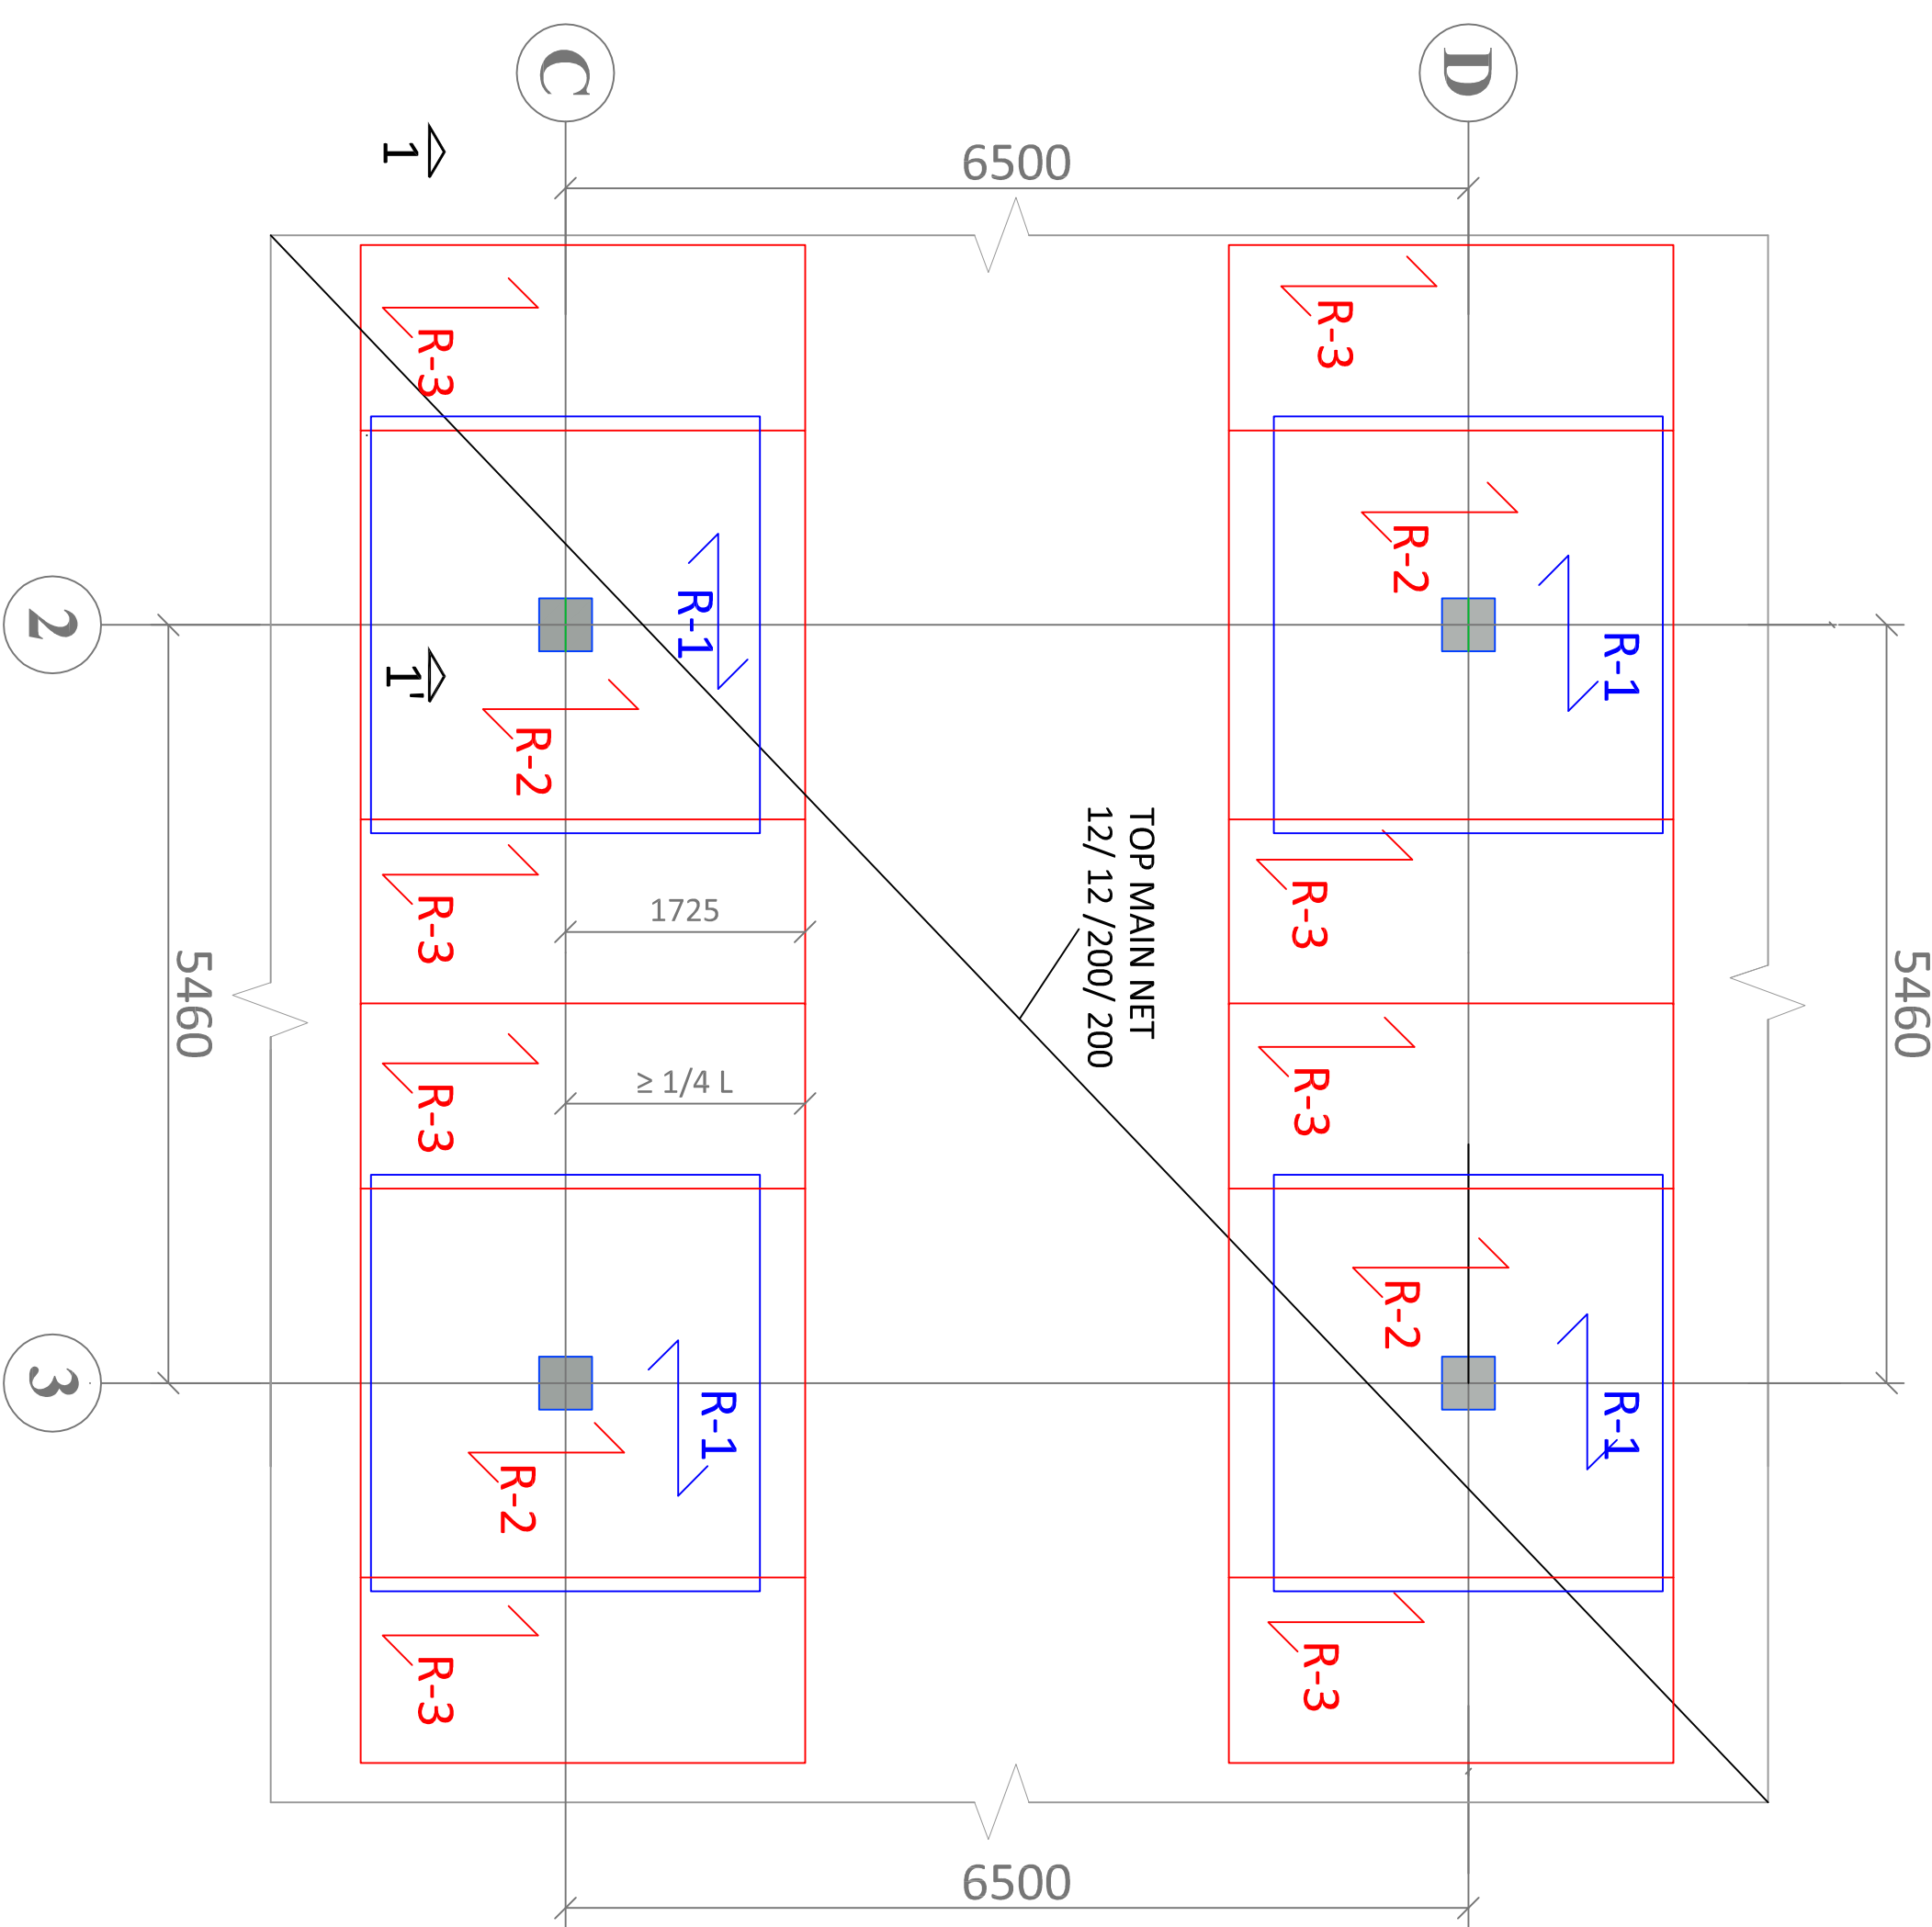 C
D
1
6500
R-3
R-3
R-2
R-1
R-1
2
1'
R-2
TOP MAIN NET
12/ 12 /200/ 200
R-3
1725
R-3
5460
5460
R-3
≥ 1/4 L
R-3
R-2
R-1
3
R-1
R-2
R-3
R-3
6500